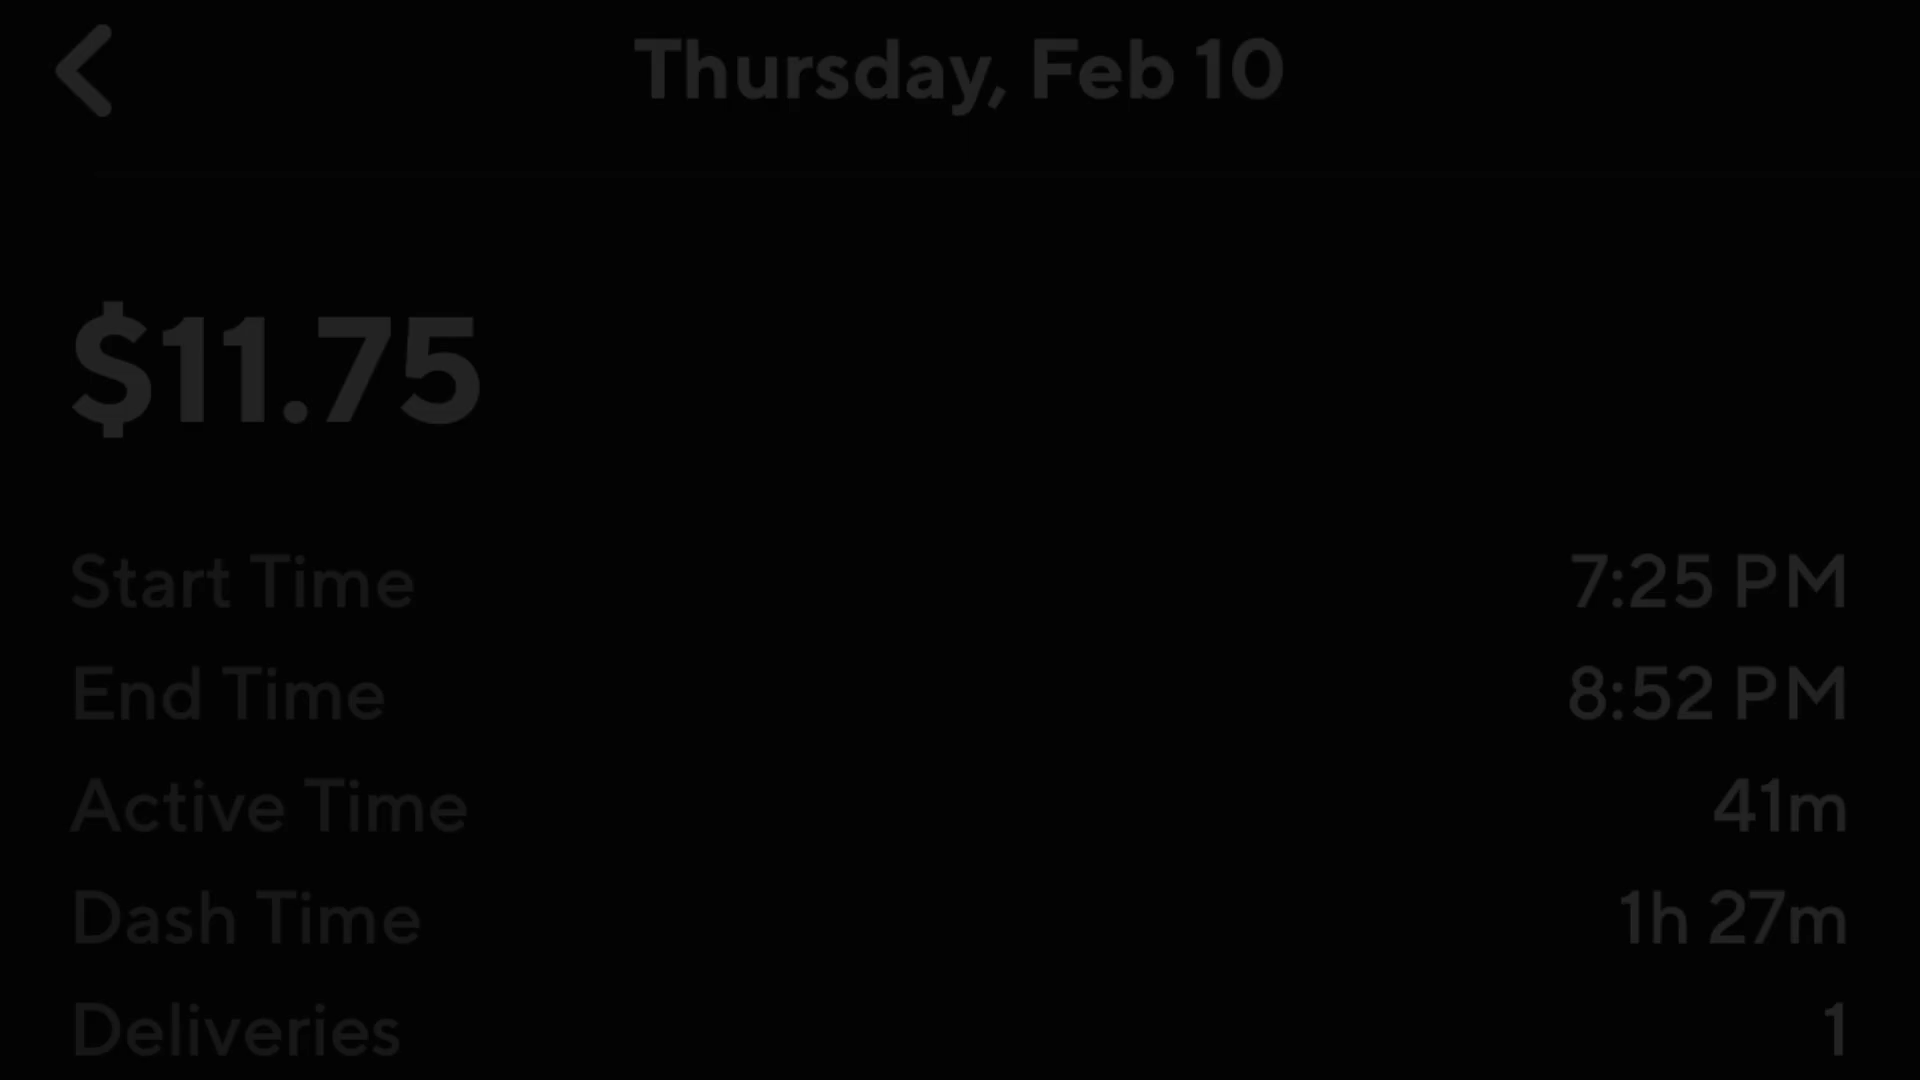 Thursday, Feb 10
$11.75
Start Time 7:25 PM
End Time 8:52 PM
Active Time 41m
Dash Time 1h 27m
Deliveries 1